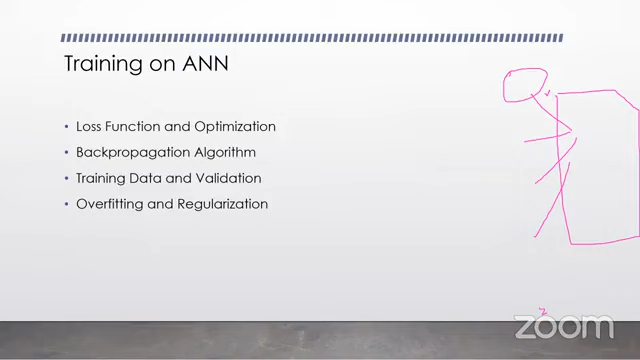 Training on ANN
• Loss Function and Optimization
• Backpropagation Algorithm
• Training Data and Validation
• Overfitting and Regularization
zoom